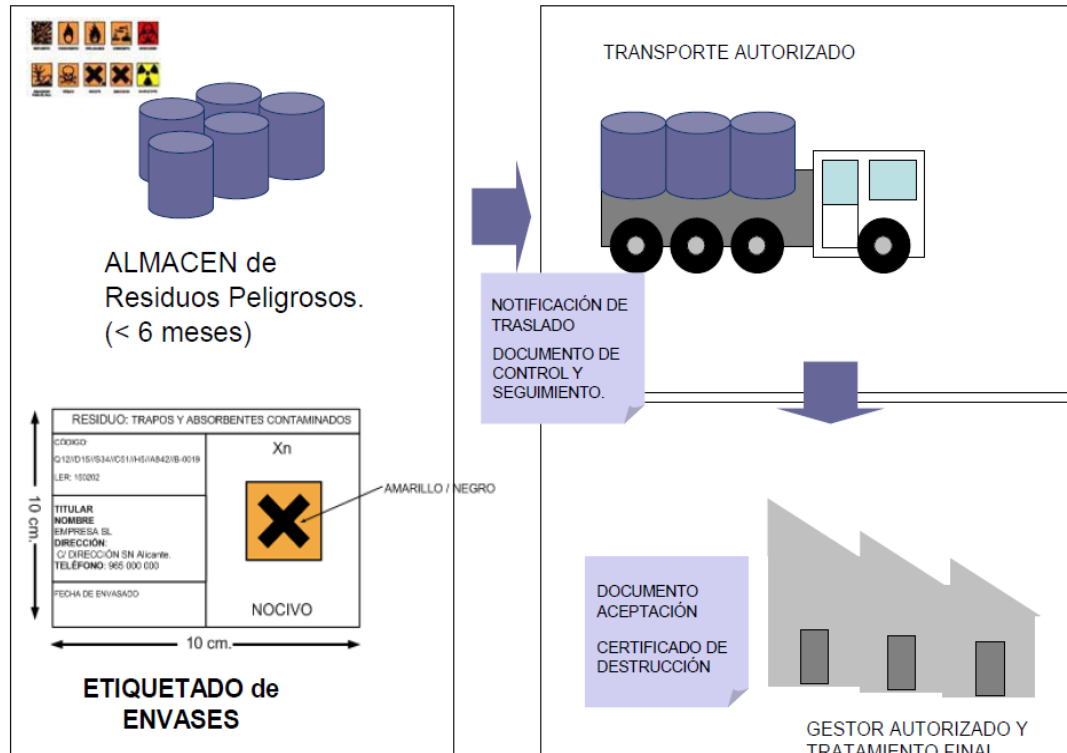 TRANSPORTE AUTORIZADO
ALMACEN de
Residuos Peligrosos.
(< 6 meses)
NOTIFICACIÓN DE
TRASLADO
DOCUMENTO DE
CONTROL Y
SEGUIMIENTO.
RESIDUO: TRAPOS Y ABSORBENTES CONTAMINADOS
CÓDIGO:
Q12//D15//S34//C51//H5//A842//B-0019
LER: 150202
Xn
AMARILLO / NEGRO
TITULAR
NOMBRE
EMPRESA SL
DIRECCIÓN:
C/ DIRECCIÓN SN Alicante.
TELÉFONO: 965 000 000
FECHA DE ENVASADO
NOCIVO
10 cm.
10 cm.
ETIQUETADO de
ENVASES
DOCUMENTO
ACEPTACIÓN
CERTIFICADO DE
DESTRUCCIÓN
GESTOR AUTORIZADO Y
TRATAMIENTO FINAL